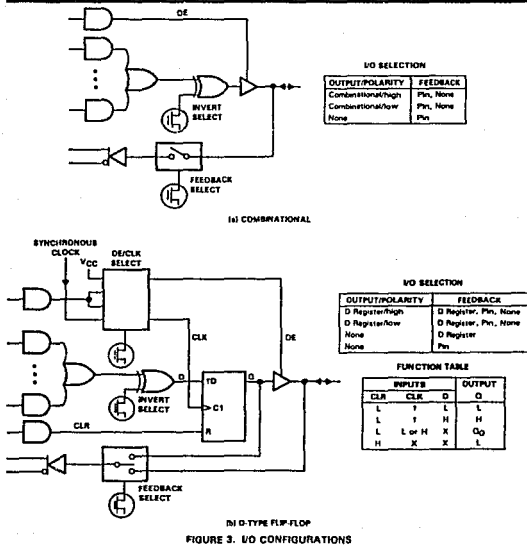 OE
INVERT
SELECT
FEEDBACK
SELECT
I/O SELECTION
OUTPUT/POLARITY FEEDBACK
Combinational/high Pin, None
Combinational/low Pin, None
None Pin
(a) COMBINATIONAL
SYNCHRONOUS
CLOCK
VCC
OE/CLK
SELECT
CLK
OE
D
1D
Q
C1
INVERT
SELECT
CLR
R
FEEDBACK
SELECT
I/O SELECTION
OUTPUT/POLARITY FEEDBACK
D Register/high D Register, Pin, None
D Register/low D Register, Pin, None
None D Register
None Pin
FUNCTION TABLE
INPUTS OUTPUT
CLR CLK D Q
L ↑ L L
L ↑ H H
L L or H X Q0
H X X L
(b) D-TYPE FLIP-FLOP
FIGURE 3. I/O CONFIGURATIONS